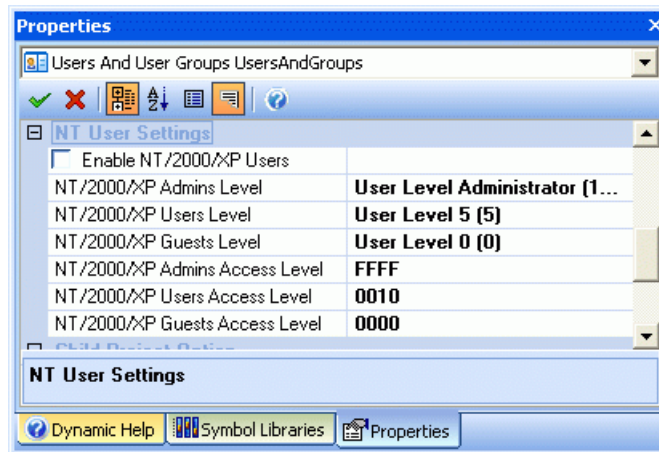 Properties
Users And User Groups UsersAndGroups
NT User Settings
Enable NT/2000/XP Users
NT/2000/XP Admins Level User Level Administrator (1...
NT/2000/XP Users Level User Level 5 (5)
NT/2000/XP Guests Level User Level 0 (0)
NT/2000/XP Admins Access Level FFFF
NT/2000/XP Users Access Level 0010
NT/2000/XP Guests Access Level 0000
Child Project Option
NT User Settings
Dynamic Help Symbol Libraries Properties